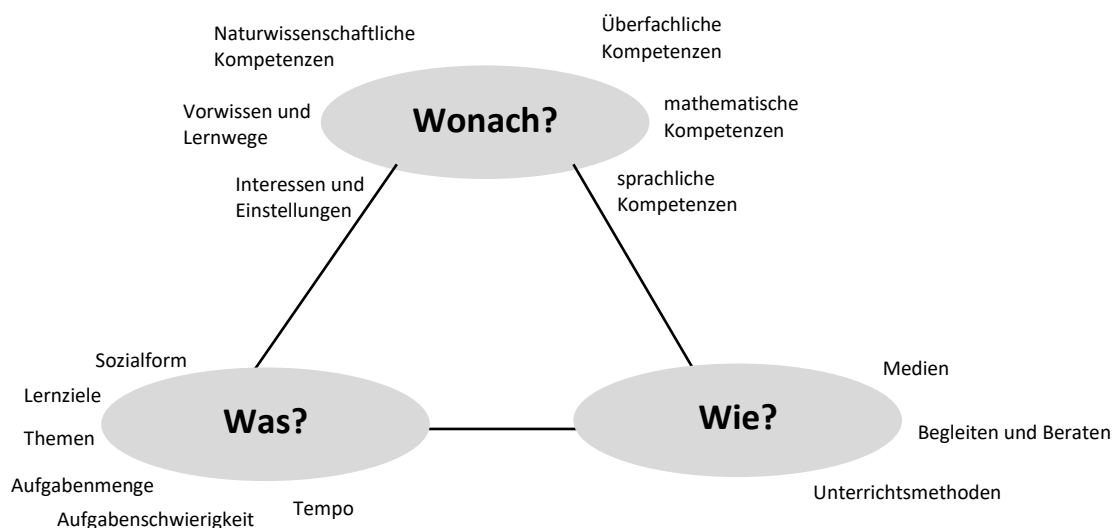 Naturwissenschaftliche
Kompetenzen
Überfachliche
Kompetenzen
Vorwissen und
Lernwege
Wonach?
mathematische
Kompetenzen
Interessen und
Einstellungen
sprachliche
Kompetenzen
Sozialform
Lernziele
Themen
Was?
Aufgabenmenge
Aufgabenschwierigkeit
Tempo
Medien
Wie?
Begleiten und Beraten
Unterrichtsmethoden